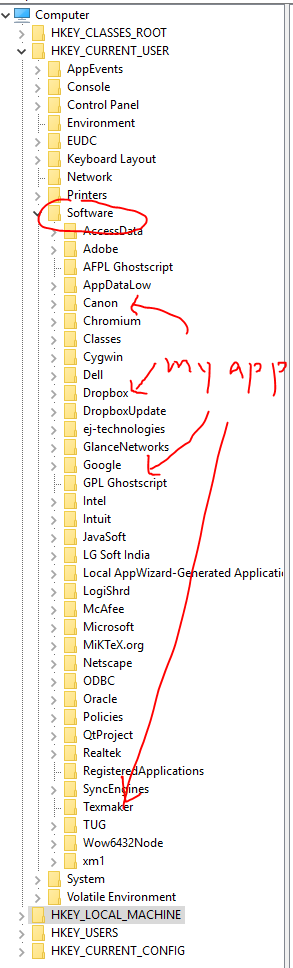 Computer
HKEY_CLASSES_ROOT
HKEY_CURRENT_USER
AppEvents
Console
Control Panel
Environment
EUDC
Keyboard Layout
Network
Printers
Software
AccessData
Adobe
AFPL Ghostscript
AppDataLow
Canon
Chromium
Classes
Cygwin
Dell
my app
Dropbox
DropboxUpdate
ej-technologies
GlanceNetworks
Google
GPL Ghostscript
Intel
Intuit
JavaSoft
LG Soft India
Local AppWizard-Generated Applicatio
LogiShrd
McAfee
Microsoft
MiKTeX.org
Netscape
ODBC
Oracle
Policies
QtProject
Realtek
RegisteredApplications
SyncEngines
Texmaker
TUG
Wow6432Node
xm1
System
Volatile Environment
HKEY_LOCAL_MACHINE
HKEY_USERS
HKEY_CURRENT_CONFIG